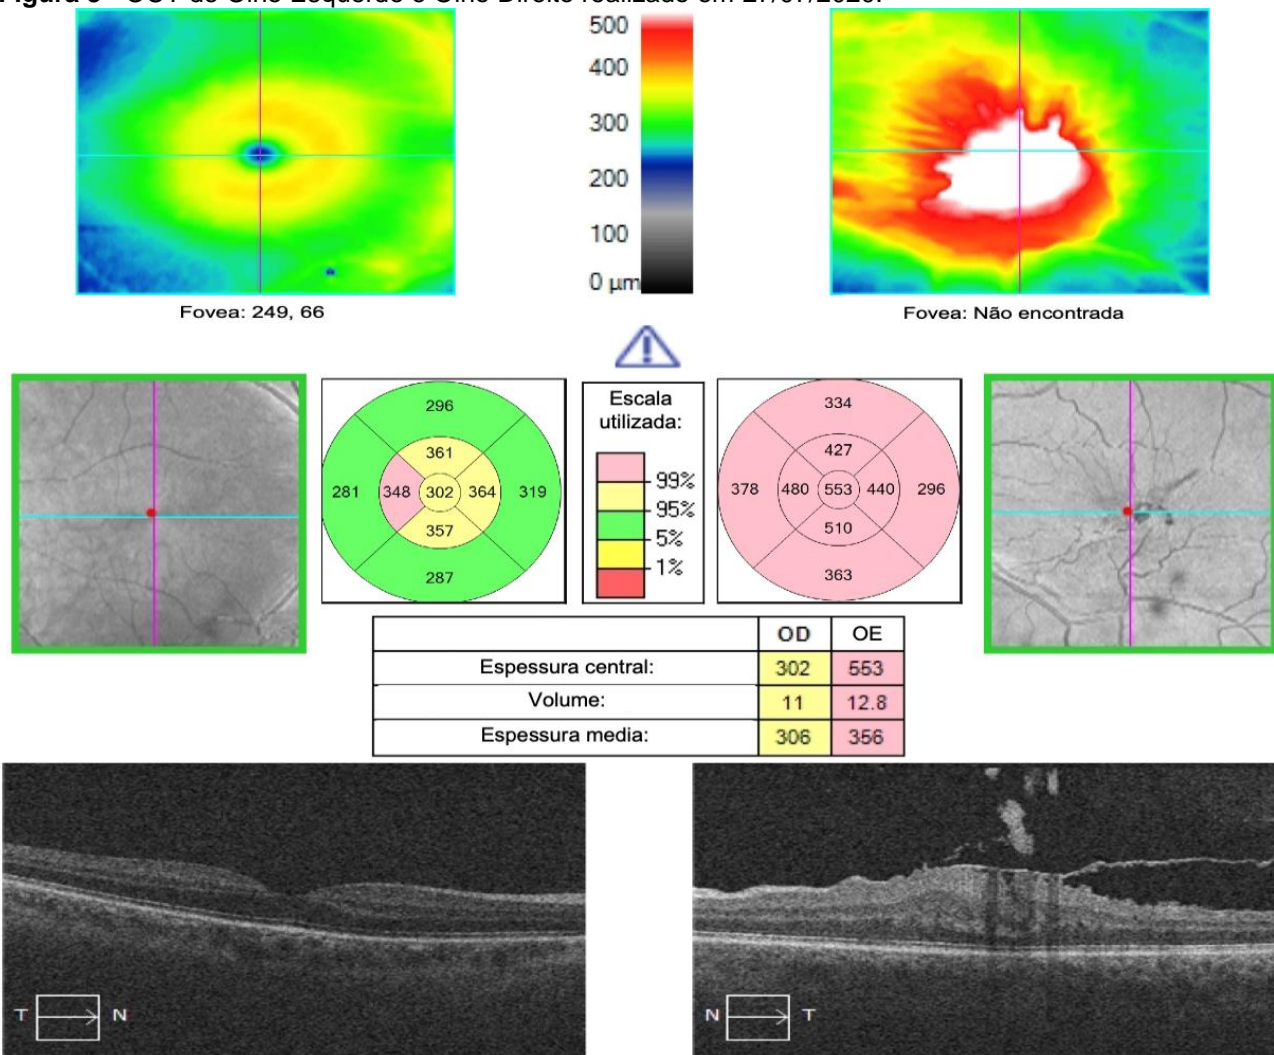 500
400
300
200
100
0 µm
Fovea: 249, 66
Fovea: Não encontrada
296
361
281 348 302 364 319
357
287
Escala
utilizada:
99%
95%
5%
1%
334
427
378 480 553 440 296
510
363
OD OE
Espessura central: 302 553
Volume: 11 12.8
Espessura media: 306 356
T N
N T